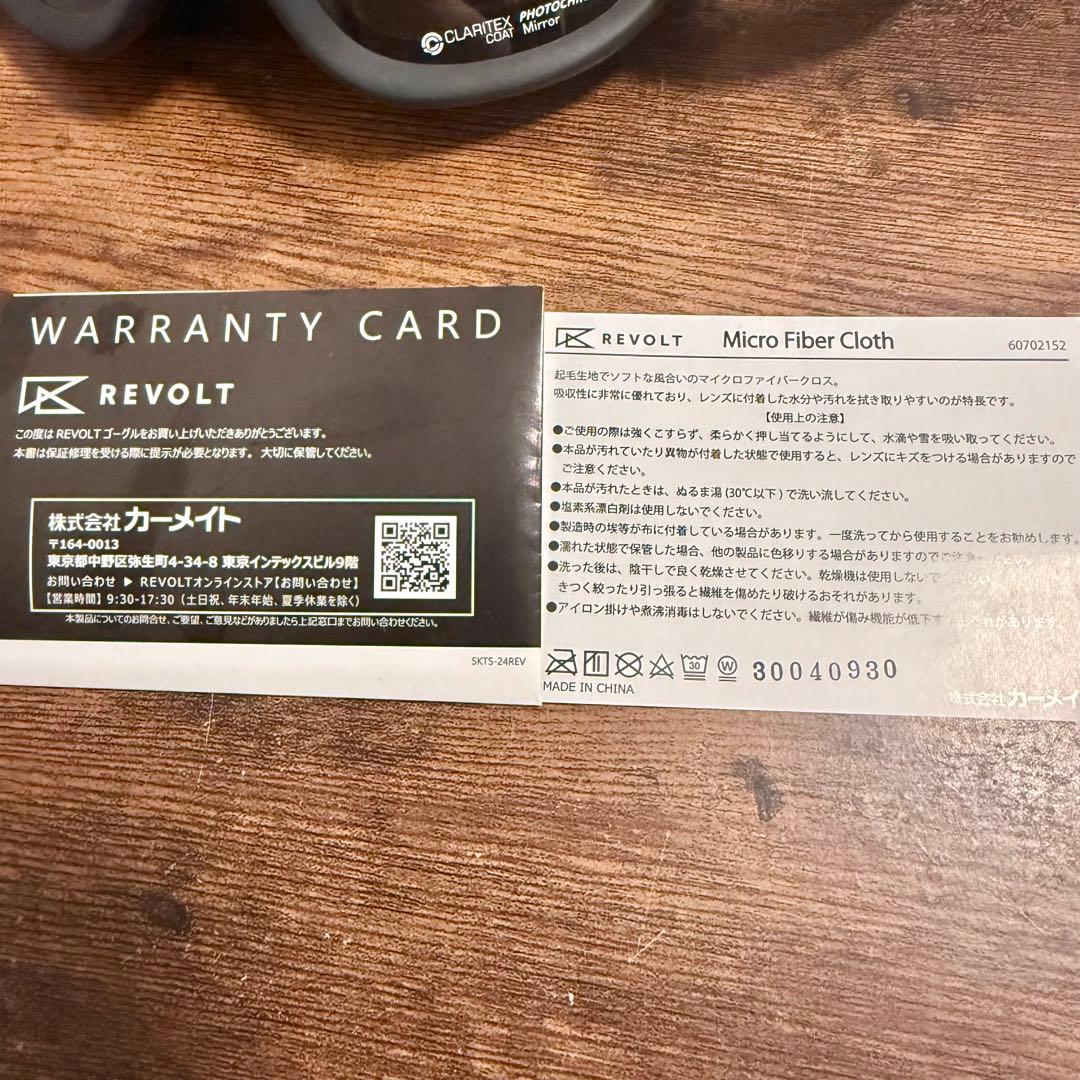 CLARITEX
COAT
PHOTOCHR
Mirror
WARRANTY CARD
REVOLT
この度は REVOLT ゴーグルをお買い上げいただきありがとうございます。
本書は保証修理を受ける際に提示が必要となります。 大切に保管してください。
株式会社 カーメイト
〒164-0013
東京都中野区弥生町4-34-8 東京インテックスビル9階
お問い合わせ ▶ REVOLTオンラインストア【お問い合わせ】
【営業時間】9:30-17:30（土日祝、年末年始、夏季休業を除く）
本製品についてのお問合せ、ご要望、ご意見などがありましたら上記窓口までお問い合わせください。
SKTS-24REV
REVOLT Micro Fiber Cloth 60702152
起毛生地でソフトな風合いのマイクロファイバークロス。
吸収性に非常に優れており、レンズに付着した水分や汚れを拭き取りやすいのが特長です。
【使用上の注意】
●ご使用の際は強くこすらず、柔らかく押し当てるようにして、水滴や雪を吸い取ってください。
●本品が汚れていたり異物が付着した状態で使用すると、レンズにキズをつける場合がありますので
ご注意ください。
●本品が汚れたときは、ぬるま湯(30℃以下)で洗い流してください。
●塩素系漂白剤は使用しないでください。
●製造時の埃等が布に付着している場合があります。一度洗ってから使用することをお勧めします。
●濡れた状態で保管した場合、他の製品に色移りする場合がありますのでご注意
●洗った後は、陰干しで良く乾燥させてください。乾燥機は使用しないで
きつく絞ったり引っ張ると繊維を傷めたり破けるおそれがあります。
●アイロン掛けや煮沸消毒はしないでください。繊維が傷み機能が低下するおそれがあります。
30 W 30040930
MADE IN CHINA
株式会社 カーメイ